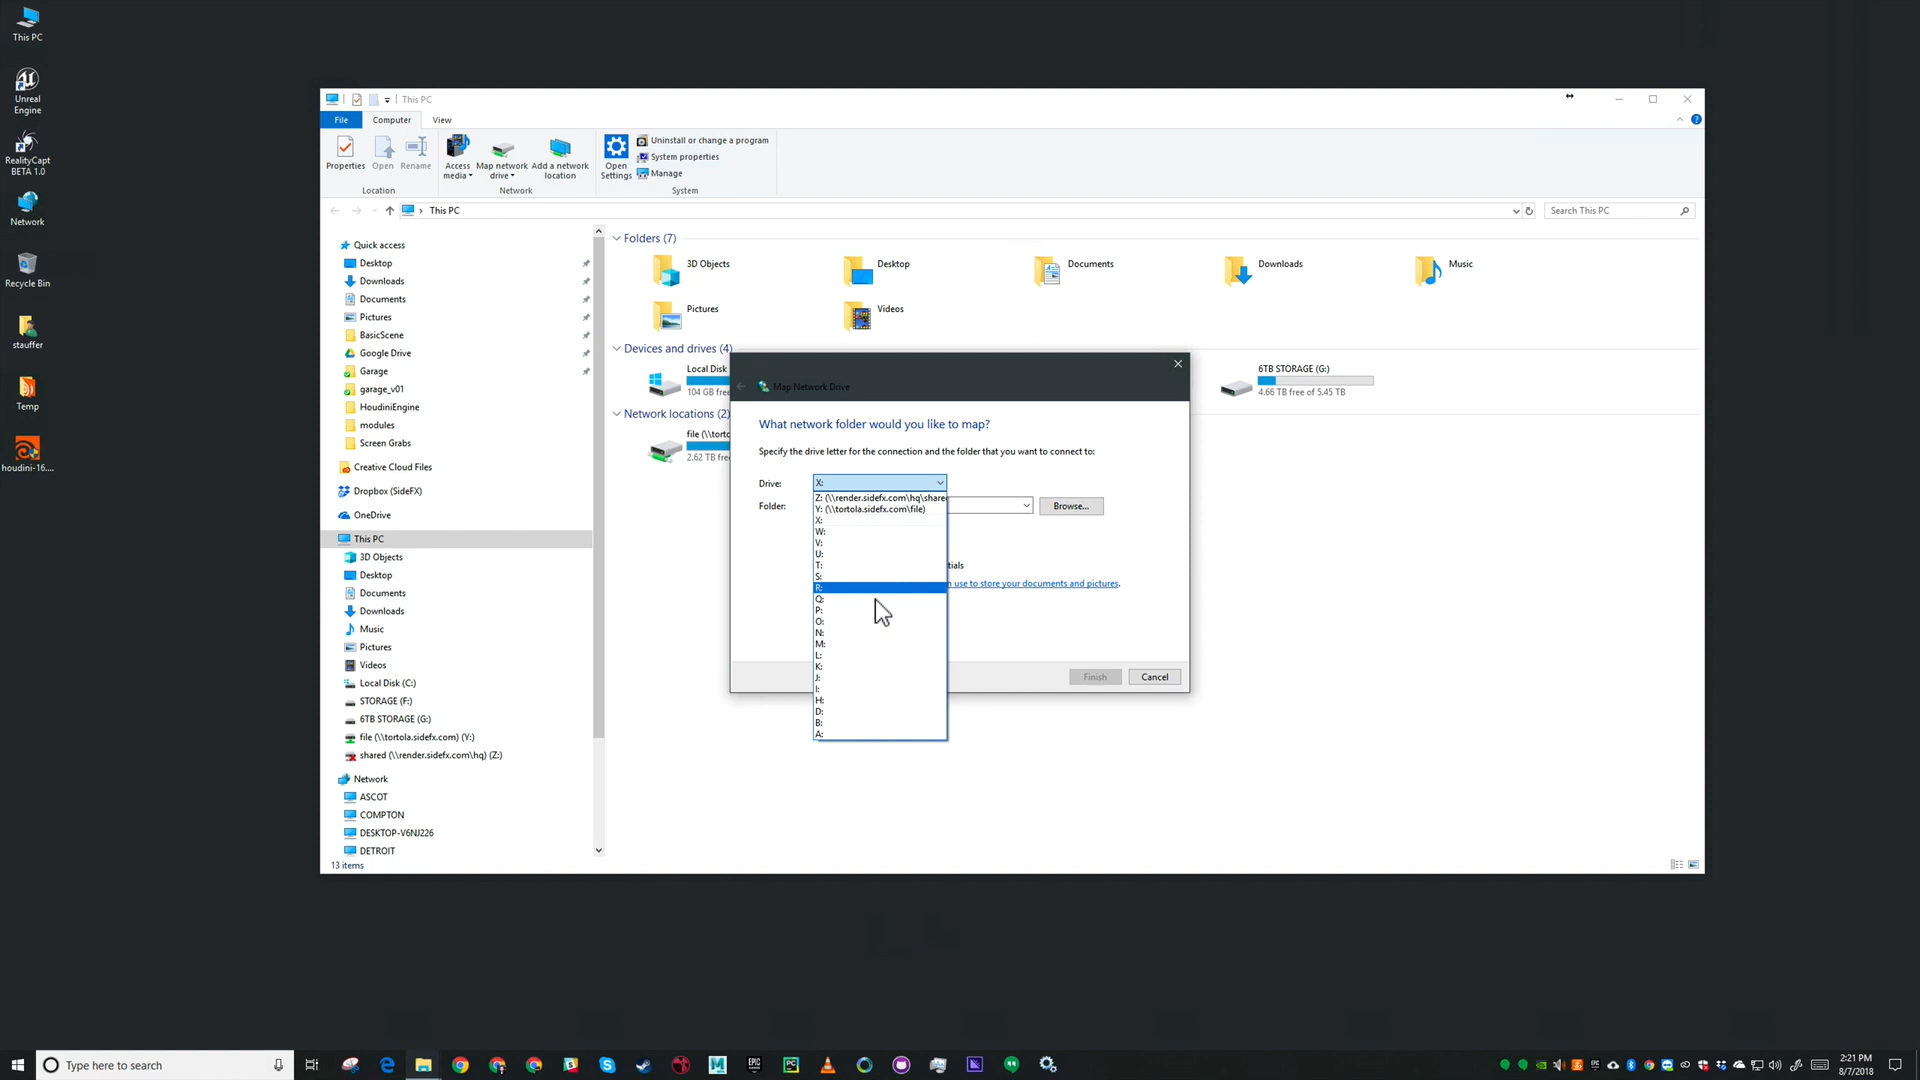 This PC
Unreal
Engine
RealityCapt
BETA 1.0
Network
Recycle Bin
stauffer
Temp
houdini-16....
This PC
File
Computer
View
Properties
Open
Rename
Location
Access
media
Map network
drive
Add a network
location
Network
Open
Settings
Uninstall or change a program
System properties
Manage
System
This PC
Search This PC
Quick access
Desktop
Downloads
Documents
Pictures
BasicScene
Google Drive
Garage
garage_v01
HoudiniEngine
modules
Screen Grabs
Creative Cloud Files
Dropbox (SideFX)
OneDrive
This PC
3D Objects
Desktop
Documents
Downloads
Music
Pictures
Videos
Local Disk (C:)
STORAGE (F:)
6TB STORAGE (G:)
file (\\tortola.sidefx.com) (Y:)
shared (\\render.sidefx.com\hq) (Z:)
Network
ASCOT
COMPTON
DESKTOP-V6NJ226
DETROIT
13 items
Folders (7)
3D Objects
Desktop
Documents
Downloads
Music
Pictures
Videos
Devices and drives (4)
Local Disk
104 GB free
6TB STORAGE (G:)
4.66 TB free of 5.45 TB
Network locations (2)
file (\\torto
2.62 TB fre
Map Network Drive
What network folder would you like to map?
Specify the drive letter for the connection and the folder that you want to connect to:
Drive:
X:
Folder:
Browse...
Z: (\\render.sidefx.com\hq\share
Y: (\\tortola.sidefx.com\file)
X:
W:
V:
U:
T:
S:
R:
Q:
P:
O:
N:
M:
L:
K:
J:
I:
H:
D:
B:
A:
tials
n use to store your documents and pictures.
Finish
Cancel
Type here to search
EPIC
2:21 PM
8/7/2018